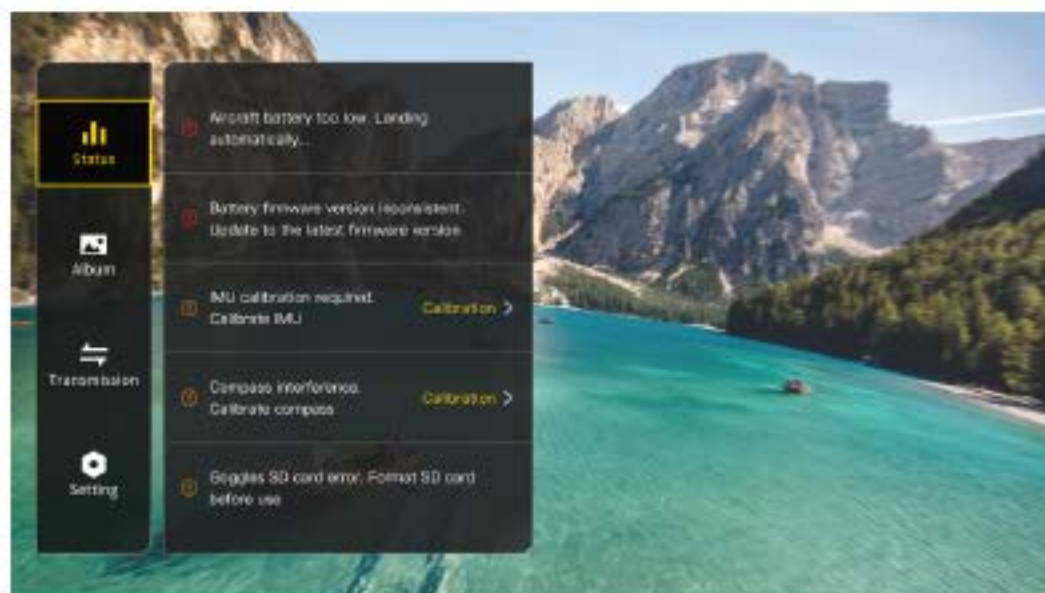 Status
Album
Transmission
Setting
Aircraft battery too low. Landing
automatically...
Battery firmware version inconsistent.
Update to the latest firmware version
IMU calibration required.
Calibrate IMU
Calibration
Compass interference.
Calibrate compass
Calibration
Goggles SD card error. Format SD card
before use